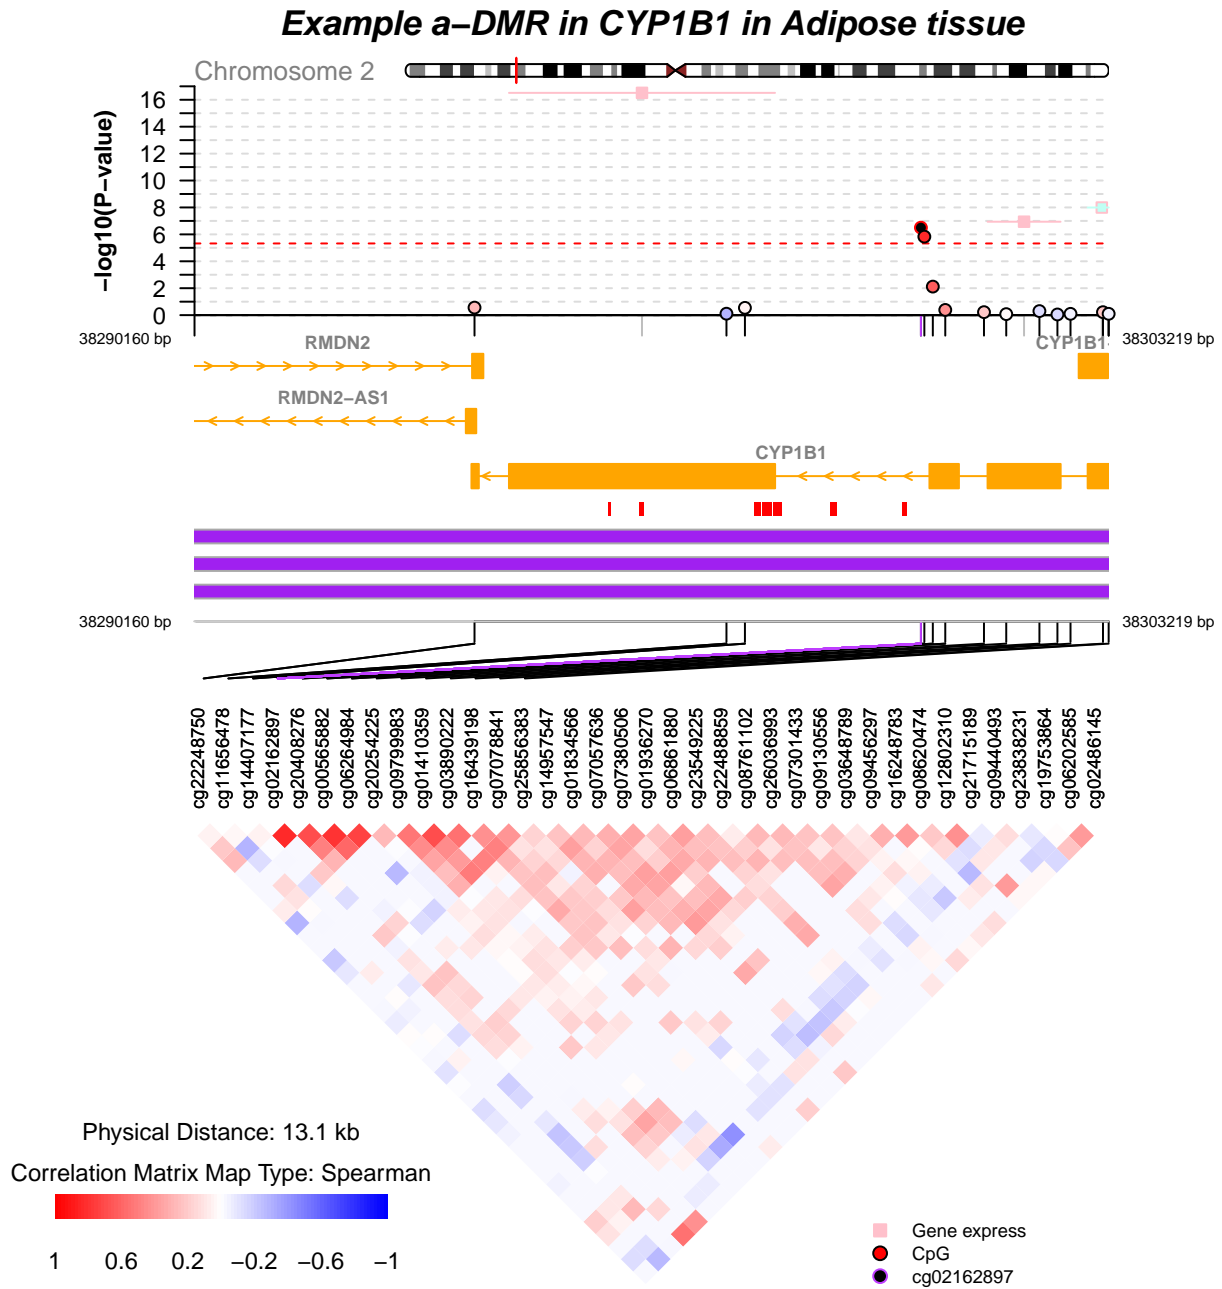 Example a–DMR in CYP1B1 in Adipose tissue
Chromosome 2
–log10(P–value)
16
14
12
10
8
6
4
2
0
38290160 bp
38303219 bp
RMDN2
CYP1B1
RMDN2–AS1
CYP1B1
38290160 bp
38303219 bp
cg22248750
cg11656478
cg14407177
cg02162897
cg20408276
cg00565882
cg06264984
cg20254225
cg09799983
cg01410359
cg03890222
cg16439198
cg07078841
cg25856383
cg14957547
cg01834566
cg07057636
cg07380506
cg01936270
cg06861880
cg23549225
cg22488859
cg08761102
cg26036993
cg07301433
cg09130556
cg03648789
cg09456297
cg16248783
cg08620474
cg12802310
cg21715189
cg09440493
cg23838231
cg19753864
cg06202585
cg02486145
Physical Distance: 13.1 kb
Correlation Matrix Map Type: Spearman
1 0.6 0.2 –0.2 –0.6 –1
Gene express
CpG
cg02162897